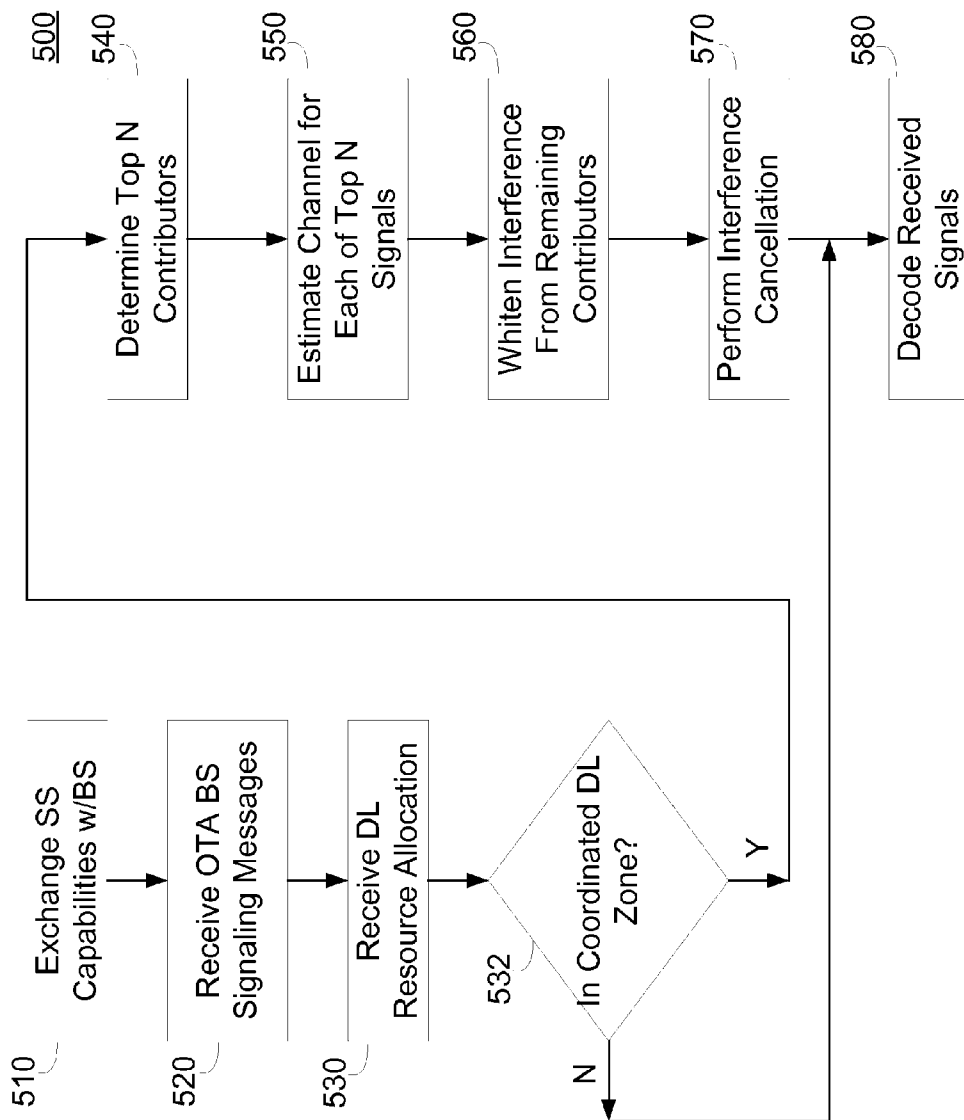 500
510
Exchange SS
Capabilities w/BS
520
Receive OTA BS
Signaling Messages
530
Receive DL
Resource Allocation
532
In Coordinated DL
Zone?
N
Y
540
Determine Top N
Contributors
550
Estimate Channel for
Each of Top N
Signals
560
Whiten Interference
From Remaining
Contributors
570
Perform Interference
Cancellation
580
Decode Received
Signals